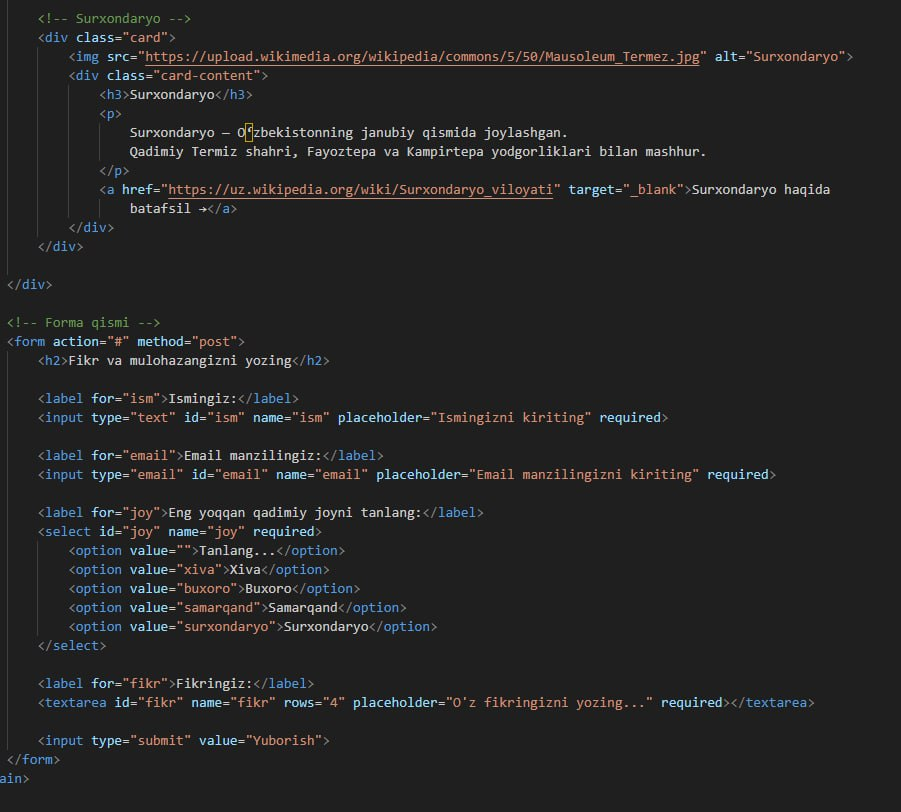 <!-- Surxondaryo -->
<div class="card">
<img src="https://upload.wikimedia.org/wikipedia/commons/5/50/Mausoleum_Termez.jpg" alt="Surxondaryo">
<div class="card-content">
<h3>Surxondaryo</h3>
<p>
Surxondaryo — O‘zbekistonning janubiy qismida joylashgan.
Qadimiy Termiz shahri, Fayoztepa va Kampirtepa yodgorliklari bilan mashhur.
</p>
<a href="https://uz.wikipedia.org/wiki/Surxondaryo_viloyati" target="_blank">Surxondaryo haqida
batafsil →</a>
</div>
</div>
</div>
<!-- Forma qismi -->
<form action="#" method="post">
<h2>Fikr va mulohazangizni yozing</h2>
<label for="ism">Ismingiz:</label>
<input type="text" id="ism" name="ism" placeholder="Ismingizni kiriting" required>
<label for="email">Email manzilingiz:</label>
<input type="email" id="email" name="email" placeholder="Email manzilingizni kiriting" required>
<label for="joy">Eng yoqqan qadimiy joyni tanlang:</label>
<select id="joy" name="joy" required>
<option value="">Tanlang...</option>
<option value="xiva">Xiva</option>
<option value="buxoro">Buxoro</option>
<option value="samarqand">Samarqand</option>
<option value="surxondaryo">Surxondaryo</option>
</select>
<label for="fikr">Fikringiz:</label>
<textarea id="fikr" name="fikr" rows="4" placeholder="O'z fikringizni yozing..." required></textarea>
<input type="submit" value="Yuborish">
</form>
ain>